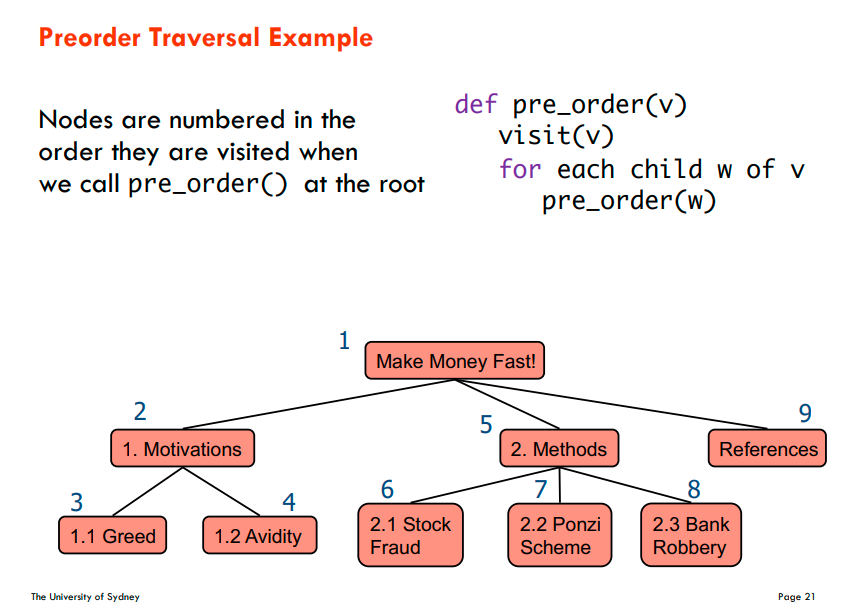 Preorder Traversal Example
Nodes are numbered in the
order they are visited when
we call pre_order() at the root
def pre_order(v)
visit(v)
for each child w of v
pre_order(w)
1
Make Money Fast!
2
1. Motivations
5
2. Methods
9
References
3
1.1 Greed
4
1.2 Avidity
6
2.1 Stock
Fraud
7
2.2 Ponzi
Scheme
8
2.3 Bank
Robbery
The University of Sydney
Page 21